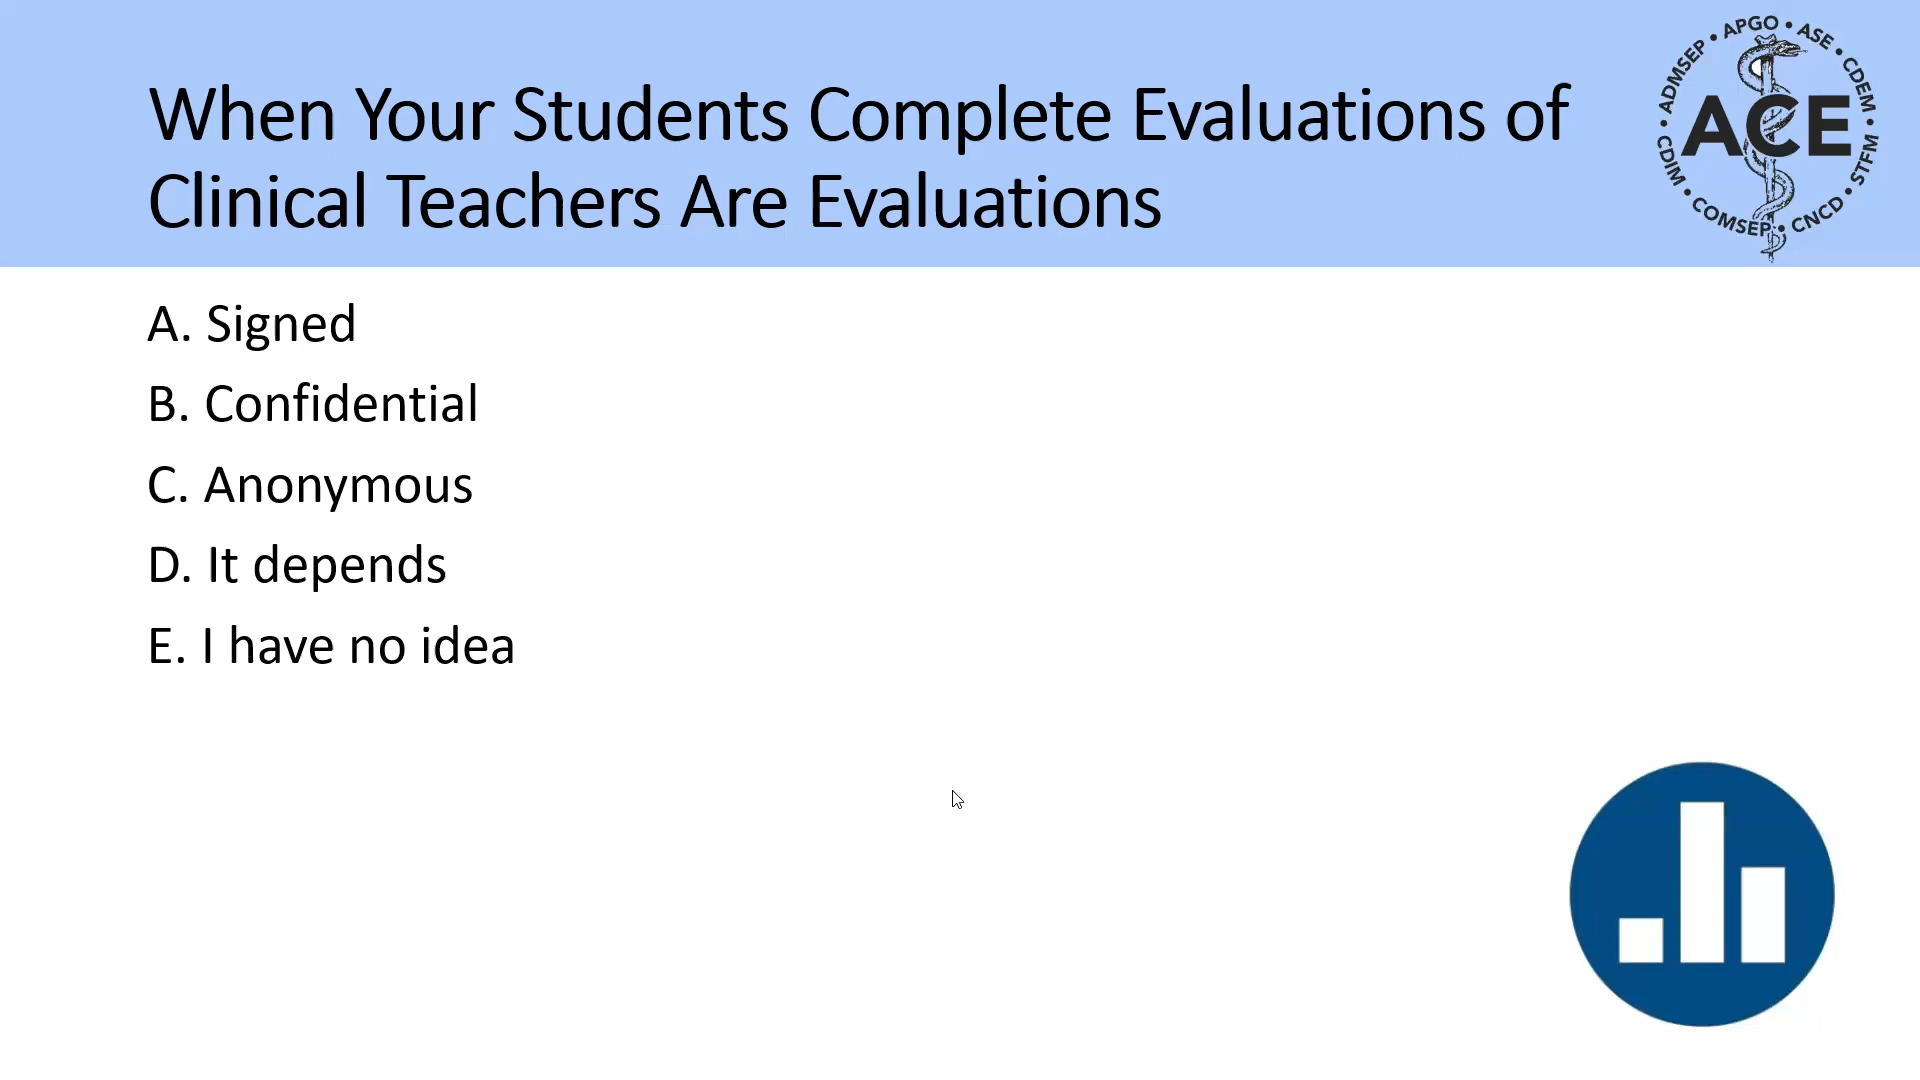 When Your Students Complete Evaluations of
Clinical Teachers Are Evaluations
ADMSEP • APGO • ASE • CDEM • STFM • CNCD • COMSEP • CDIM •
ACE
A. Signed
B. Confidential
C. Anonymous
D. It depends
E. I have no idea